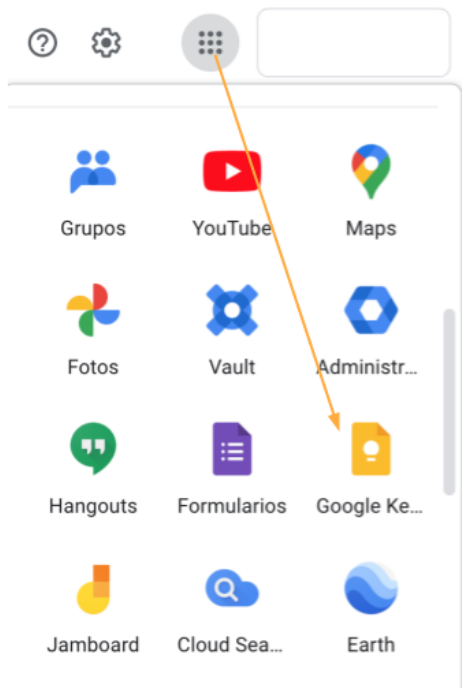 Grupos YouTube Maps
Fotos Vault Administr...
Hangouts Formularios Google Ke...
Jamboard Cloud Sea... Earth